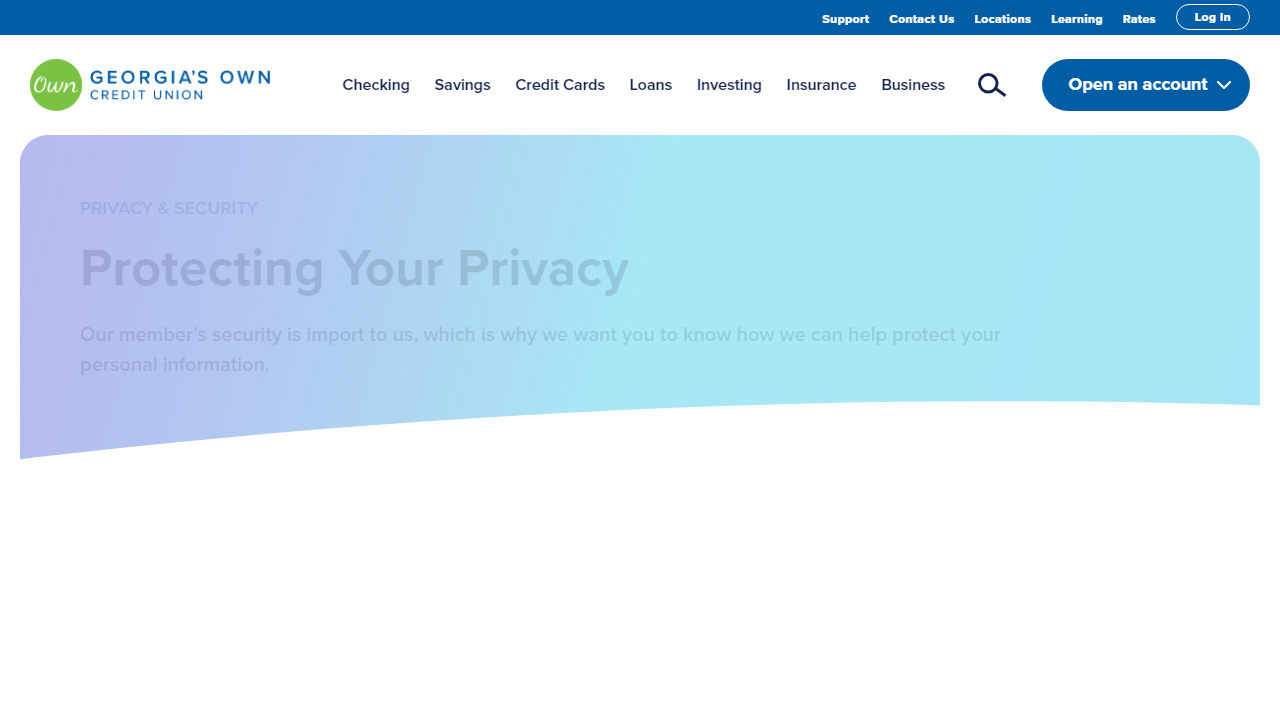 Support Contact Us Locations Learning Rates Log In
Own GEORGIA'S OWN
CREDIT UNION
Checking Savings Credit Cards Loans Investing Insurance Business Open an account
PRIVACY & SECURITY
Protecting Your Privacy
Our member's security is import to us, which is why we want you to know how we can help protect your
personal information.